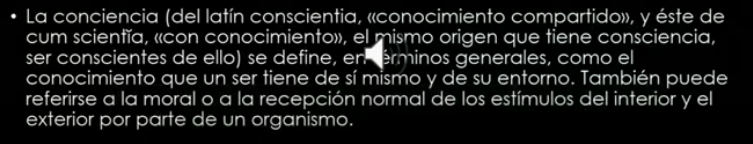 • La conciencia (del latín conscientia, «conocimiento compartido», y éste de
cum scientĭa, «con conocimiento», el mismo origen que tiene consciencia,
ser conscientes de ello) se define, en términos generales, como el
conocimiento que un ser tiene de sí mismo y de su entorno. También puede
referirse a la moral o a la recepción normal de los estímulos del interior y el
exterior por parte de un organismo.